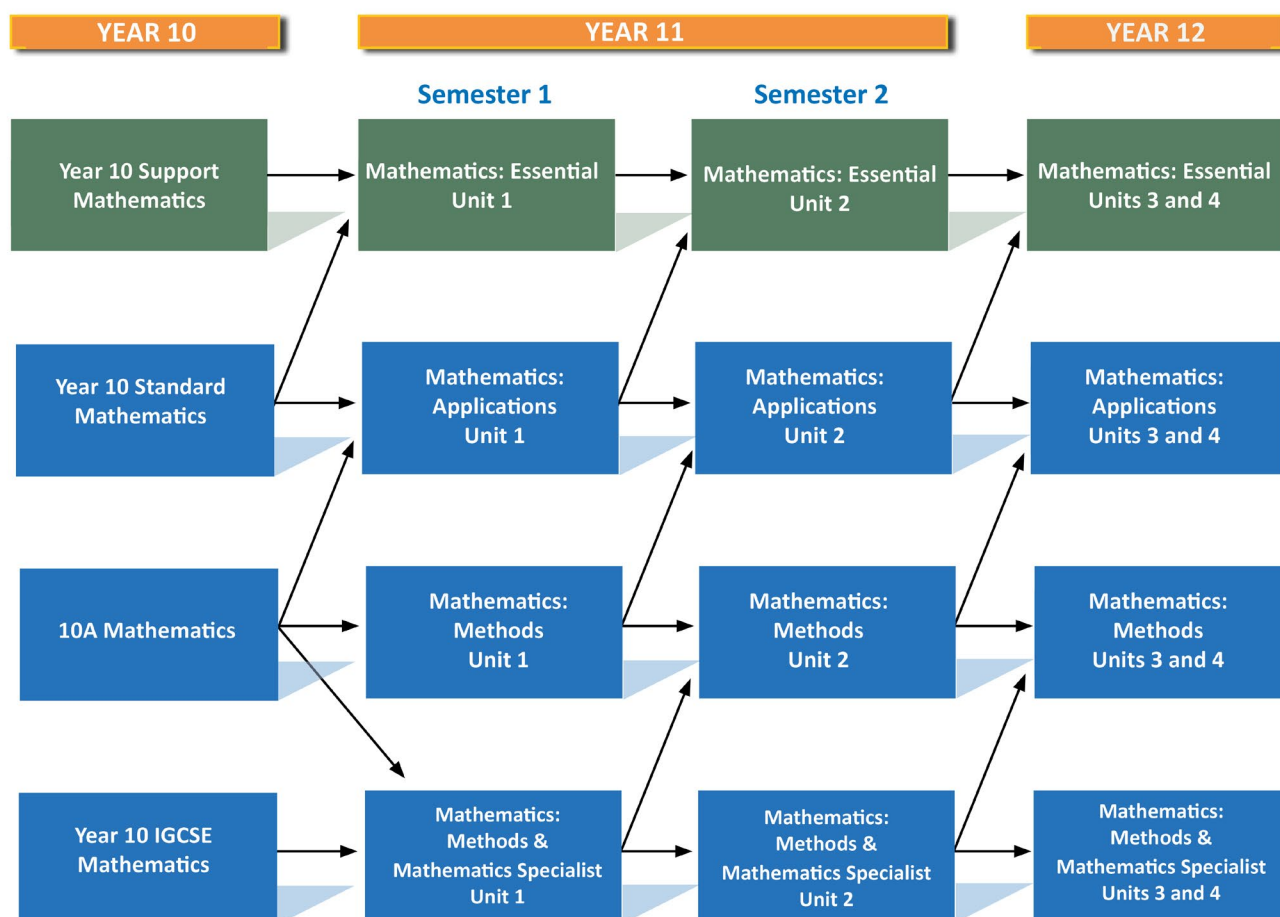 YEAR 10
YEAR 11
YEAR 12
Semester 1
Semester 2
Year 10 Support
Mathematics
Mathematics: Essential
Unit 1
Mathematics: Essential
Unit 2
Mathematics: Essential
Units 3 and 4
Year 10 Standard
Mathematics
Mathematics:
Applications
Unit 1
Mathematics:
Applications
Unit 2
Mathematics:
Applications
Units 3 and 4
10A Mathematics
Mathematics:
Methods
Unit 1
Mathematics:
Methods
Unit 2
Mathematics:
Methods
Units 3 and 4
Year 10 IGCSE
Mathematics
Mathematics:
Methods &
Mathematics Specialist
Unit 1
Mathematics:
Methods &
Mathematics Specialist
Unit 2
Mathematics:
Methods &
Mathematics Specialist
Units 3 and 4